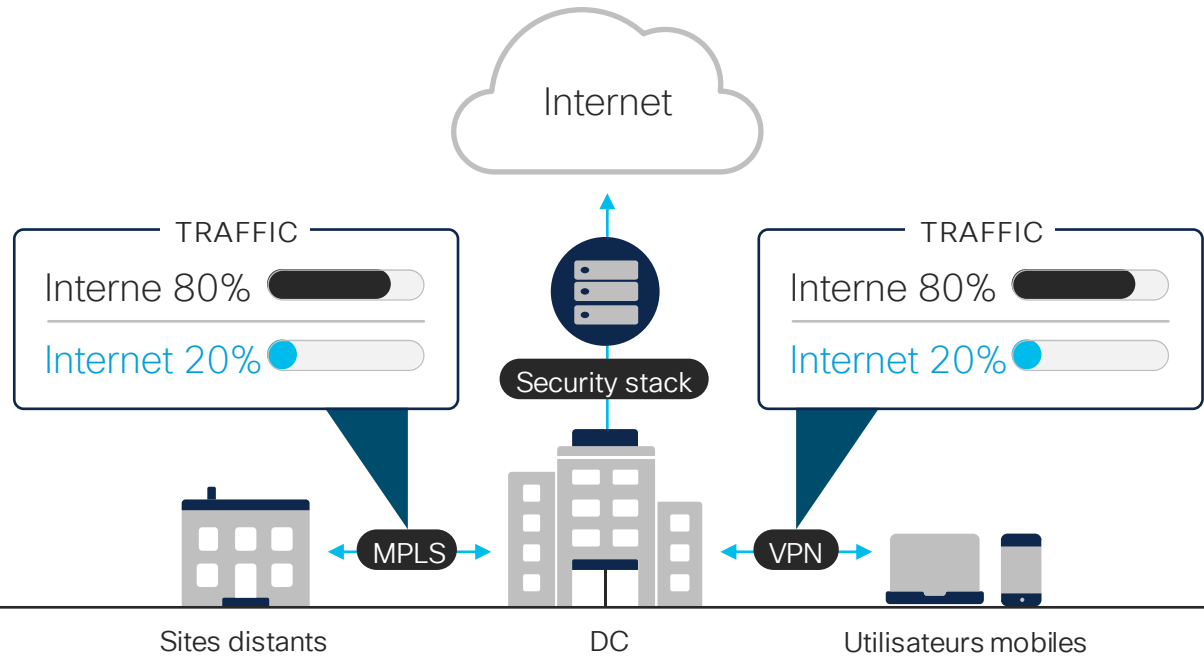 Internet
TRAFFIC
Interne 80%
Internet 20%
TRAFFIC
Interne 80%
Internet 20%
Security stack
MPLS
VPN
Sites distants
DC
Utilisateurs mobiles